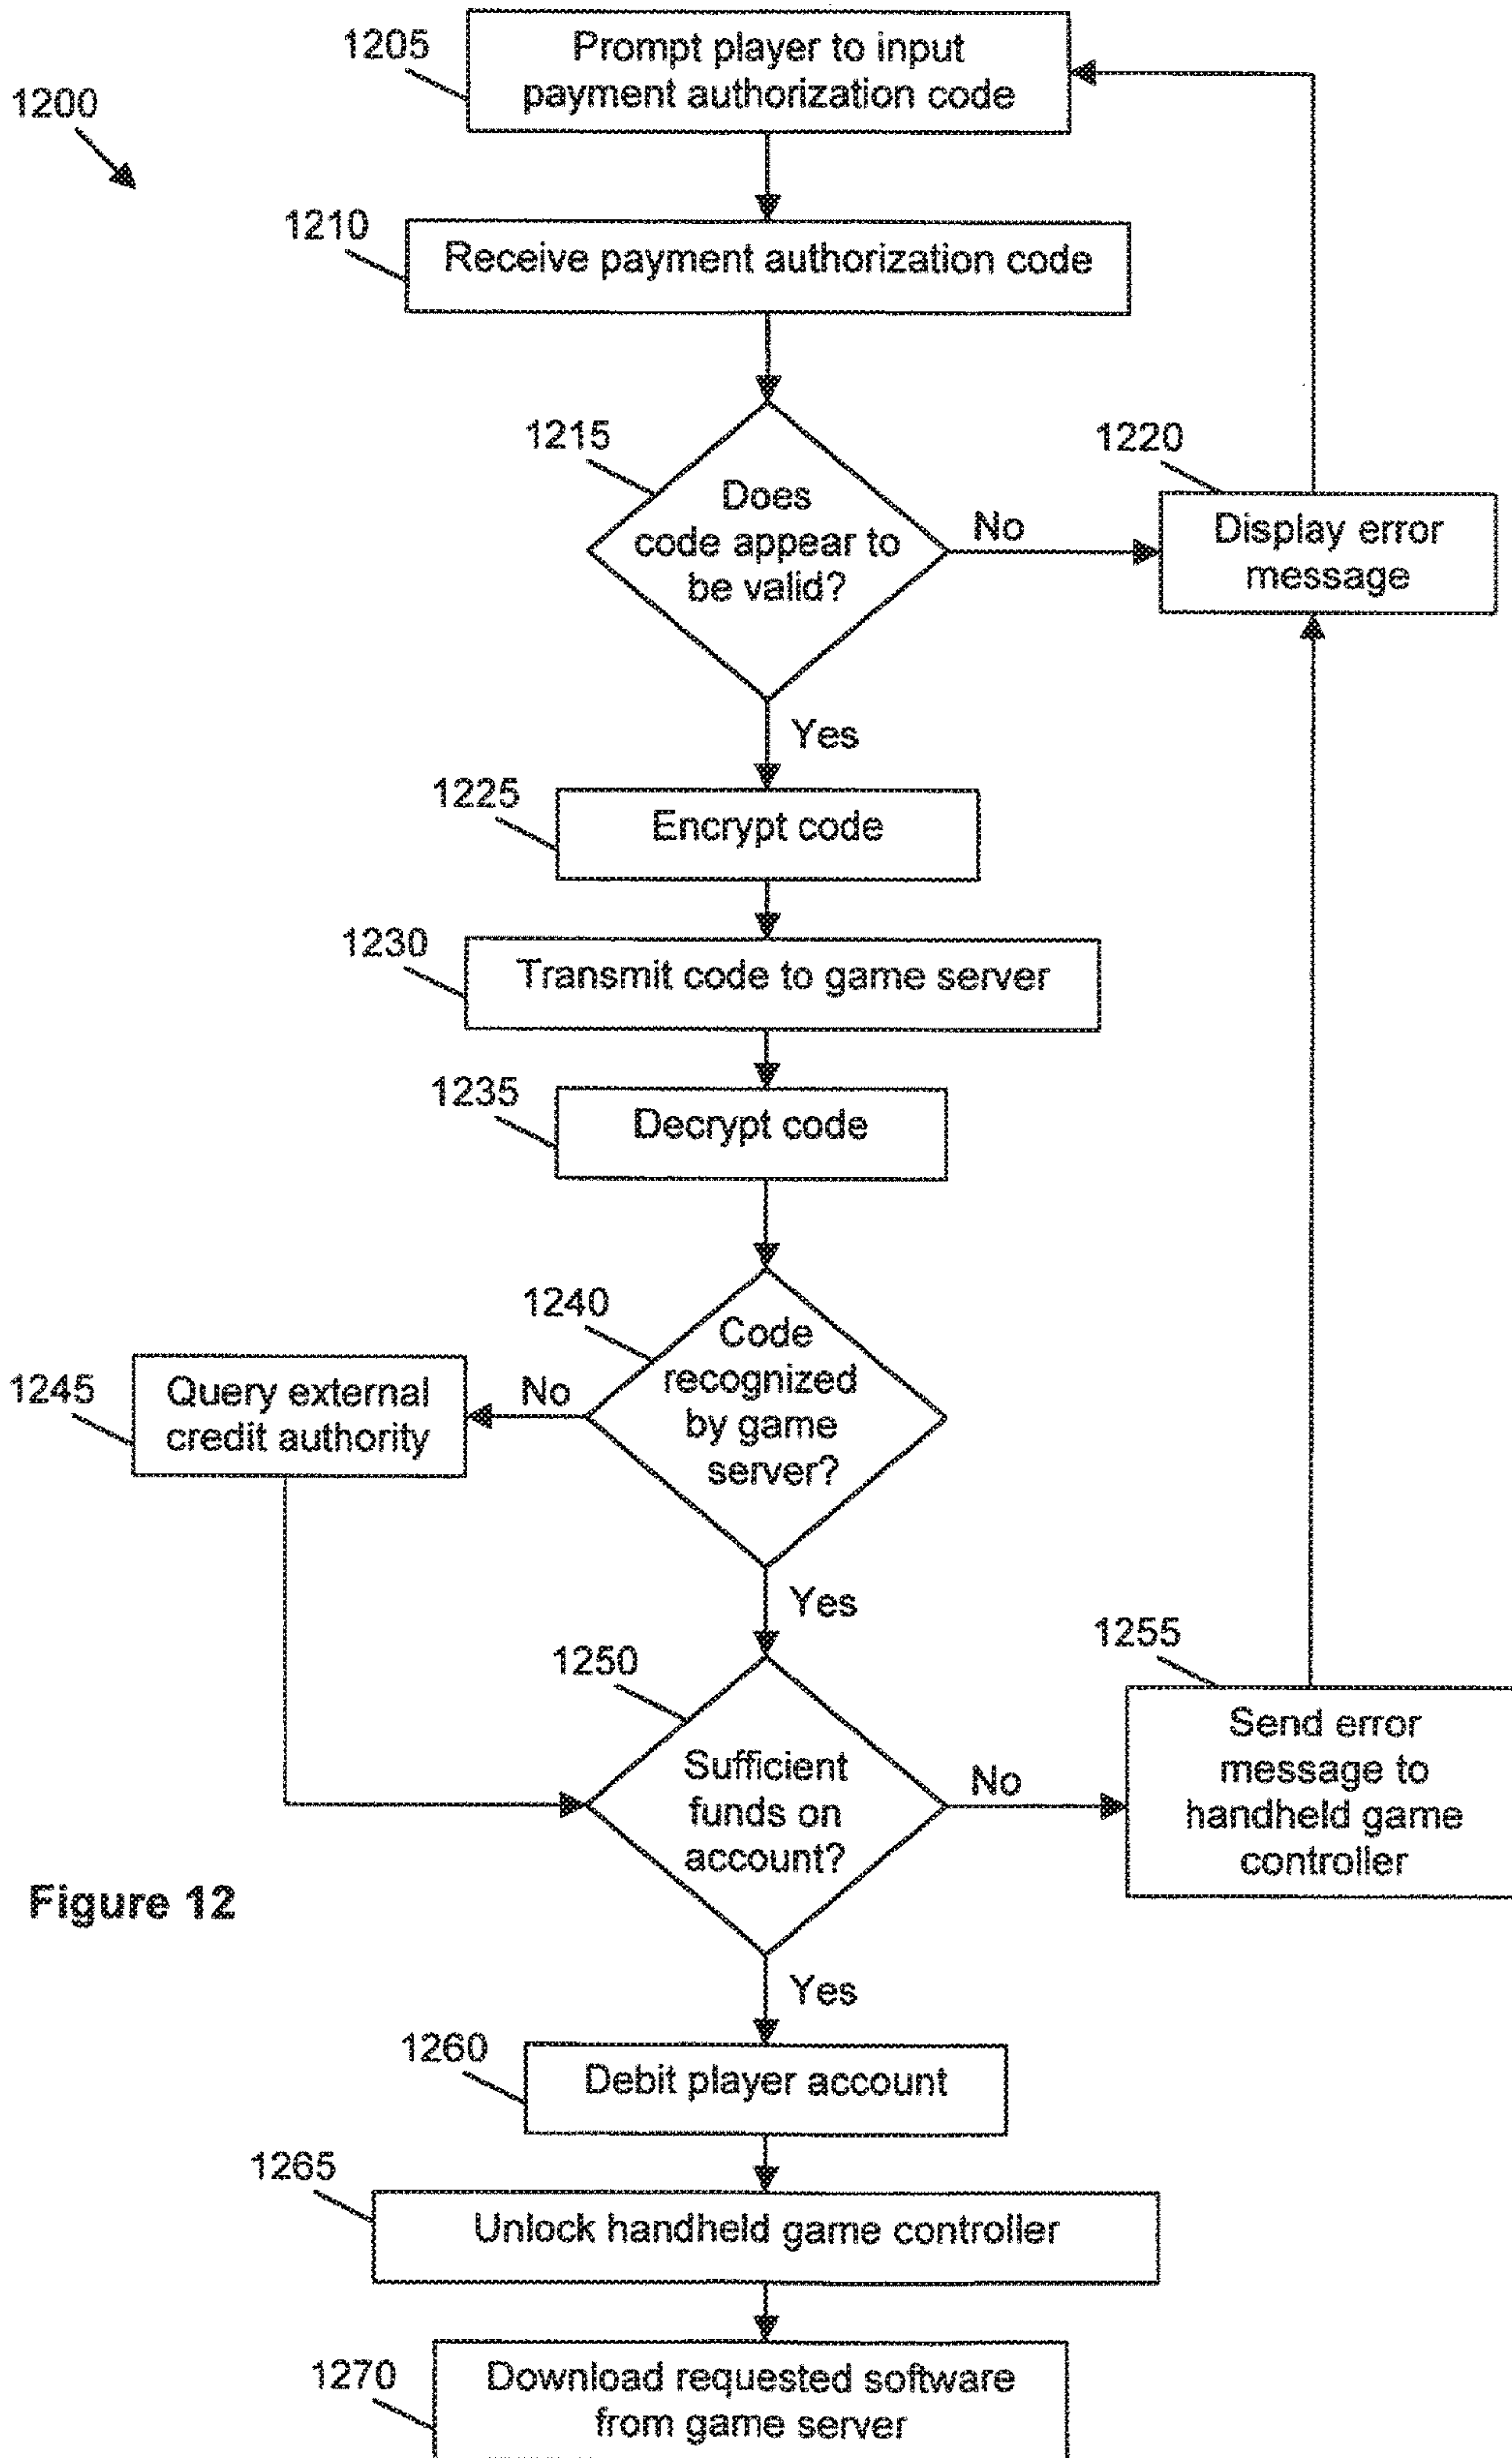 1200
1205
Prompt player to input
payment authorization code
1210
Receive payment authorization code
1215
Does
code appear to
be valid?
No
1220
Display error
message
Yes
1225
Encrypt code
1230
Transmit code to game server
1235
Decrypt code
1240
Code
recognized
by game
server?
No
1245
Query external
credit authority
Yes
1250
Sufficient
funds on
account?
No
1255
Send error
message to
handheld game
controller
Figure 12
Yes
1260
Debit player account
1265
Unlock handheld game controller
1270
Download requested software
from game server